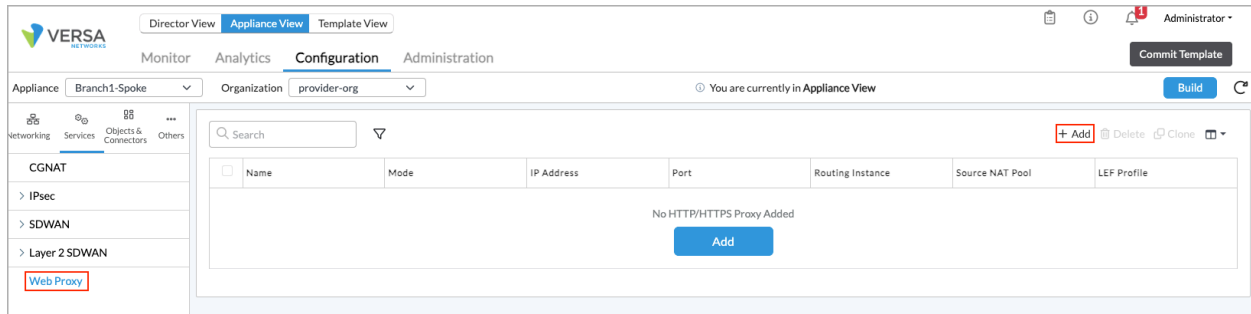 Director View Appliance View Template View
1
Administrator
VERSA
NETWORKS
Monitor Analytics Configuration Administration
Commit Template
Appliance Branch1-Spoke Organization provider-org You are currently in Appliance View Build
Networking Services Objects & Connectors Others
Search
+ Add Delete Clone
CGNAT
Name Mode IP Address Port Routing Instance Source NAT Pool LEF Profile
> IPsec
No HTTP/HTTPS Proxy Added
> SDWAN
Add
> Layer 2 SDWAN
Web Proxy